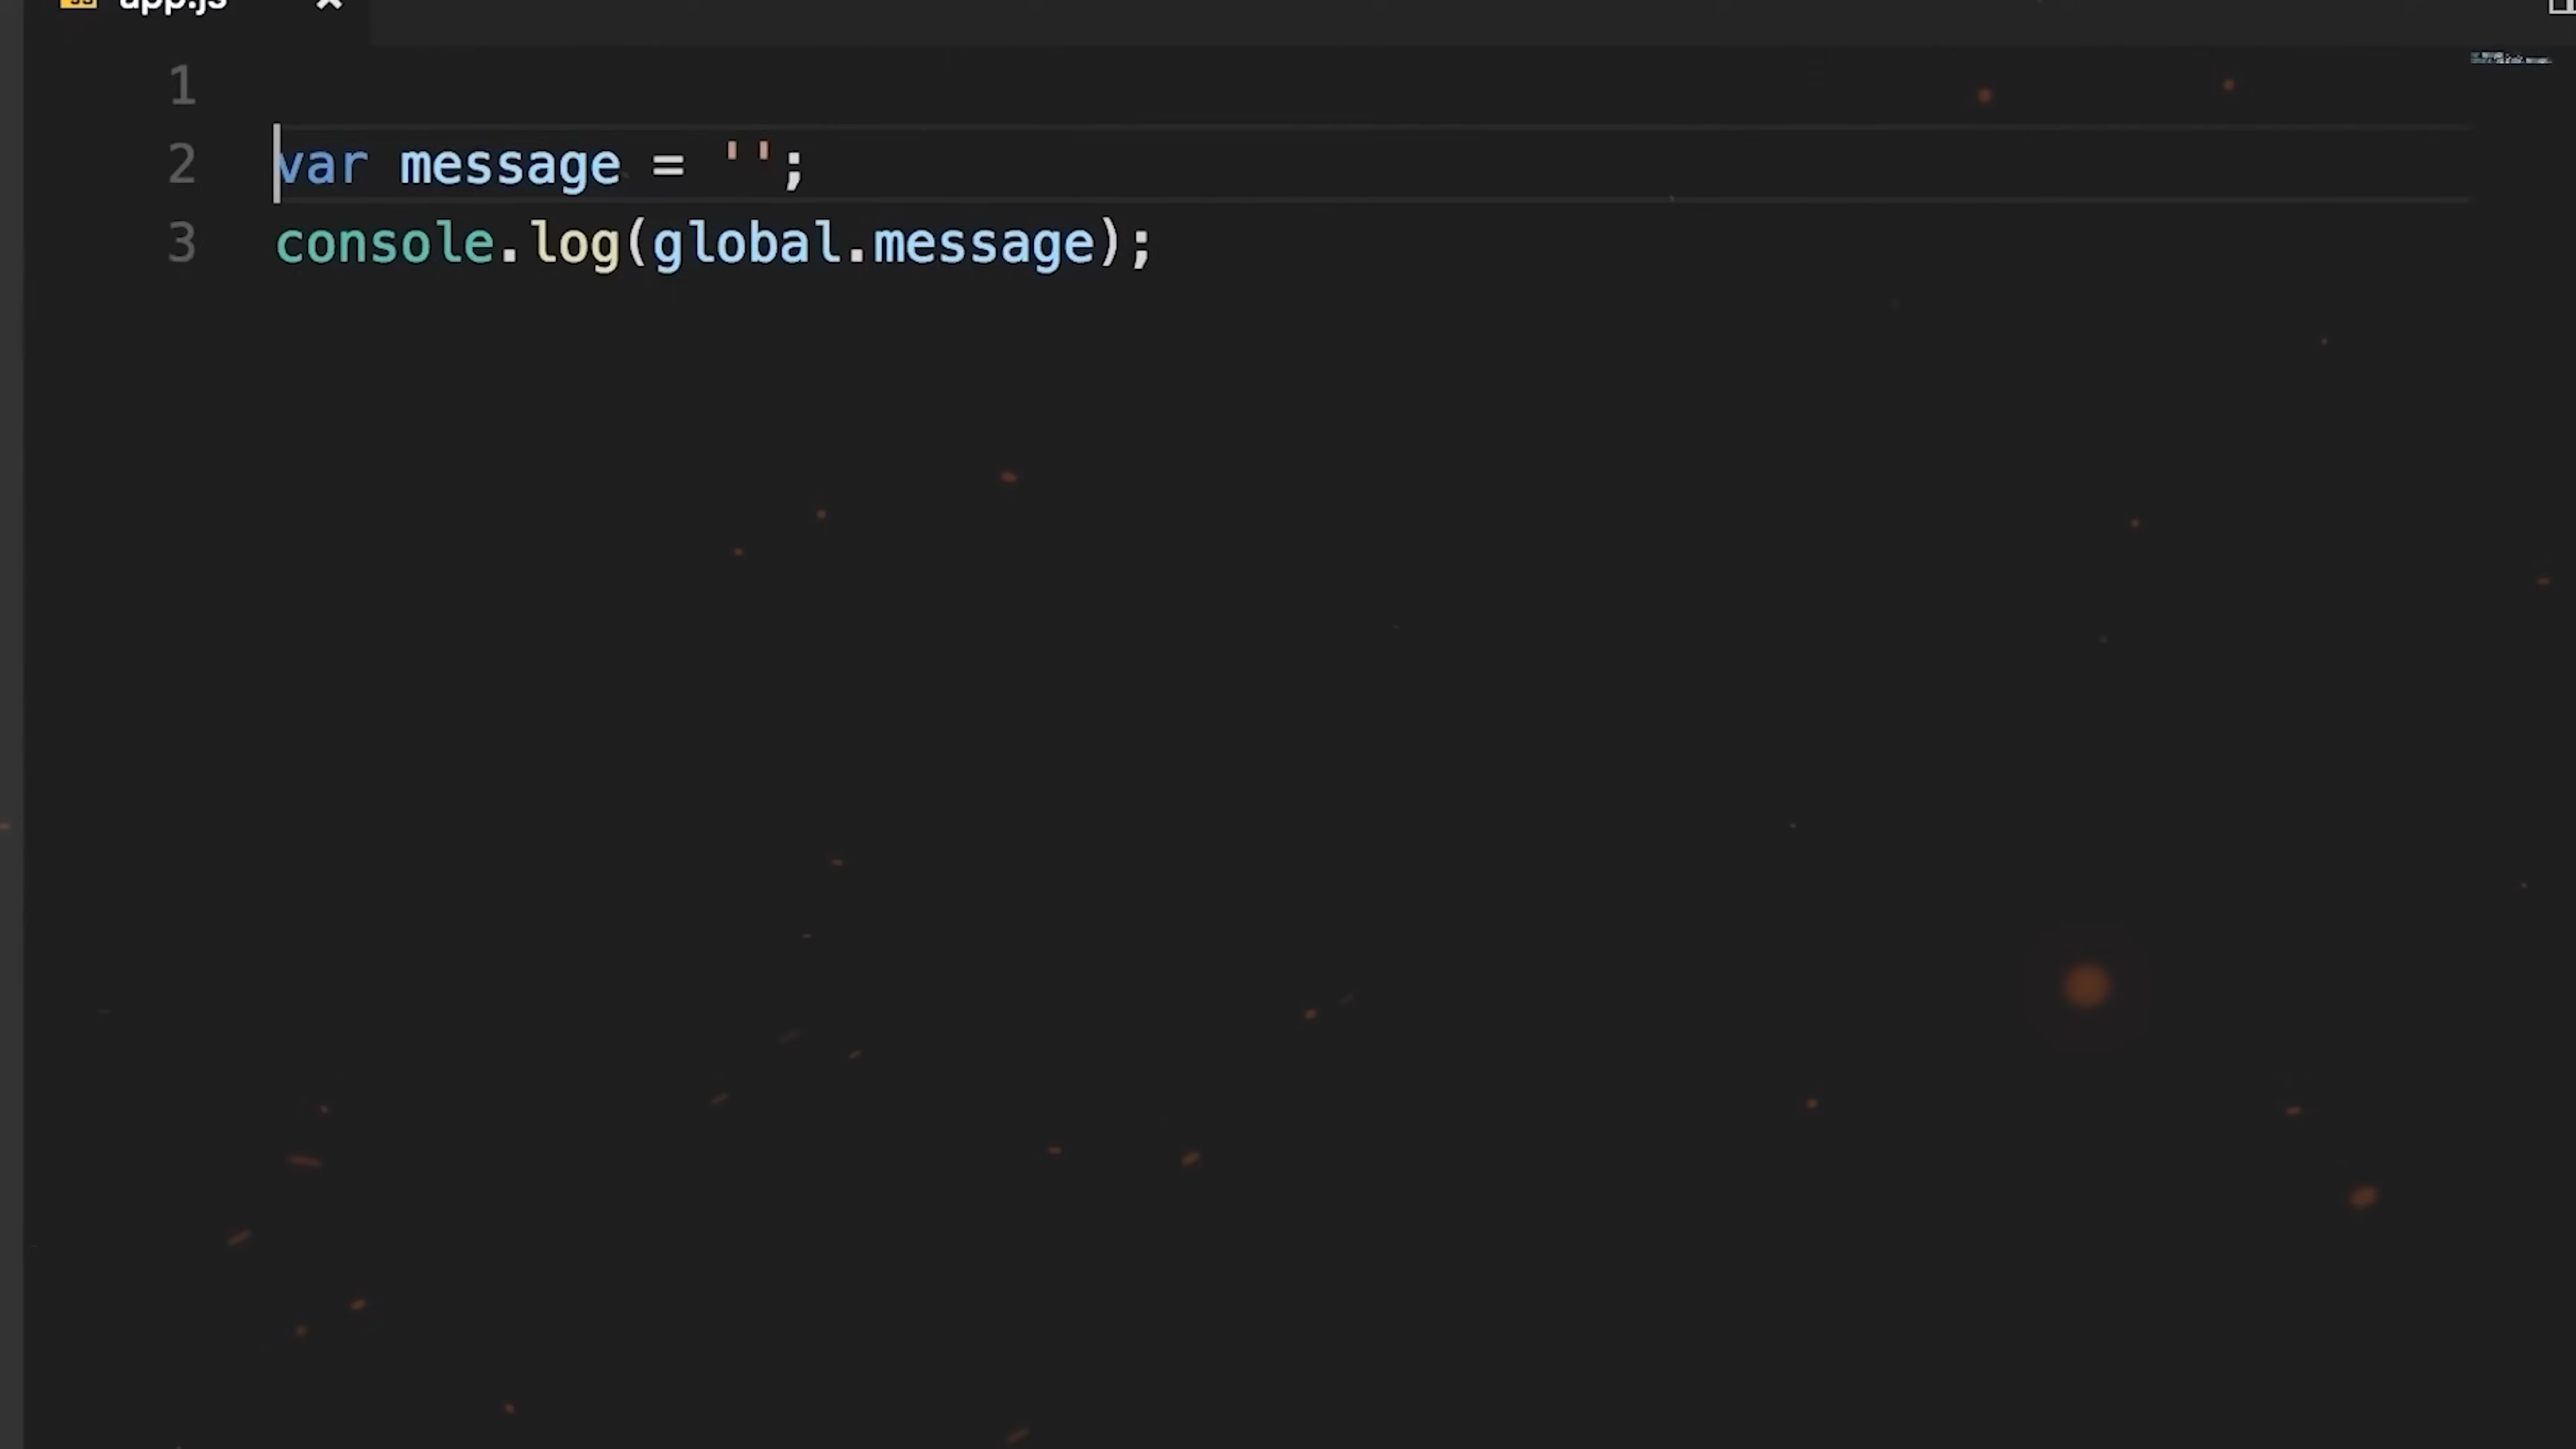 app.js
1
2 var message = '';
3 console.log(global.message);